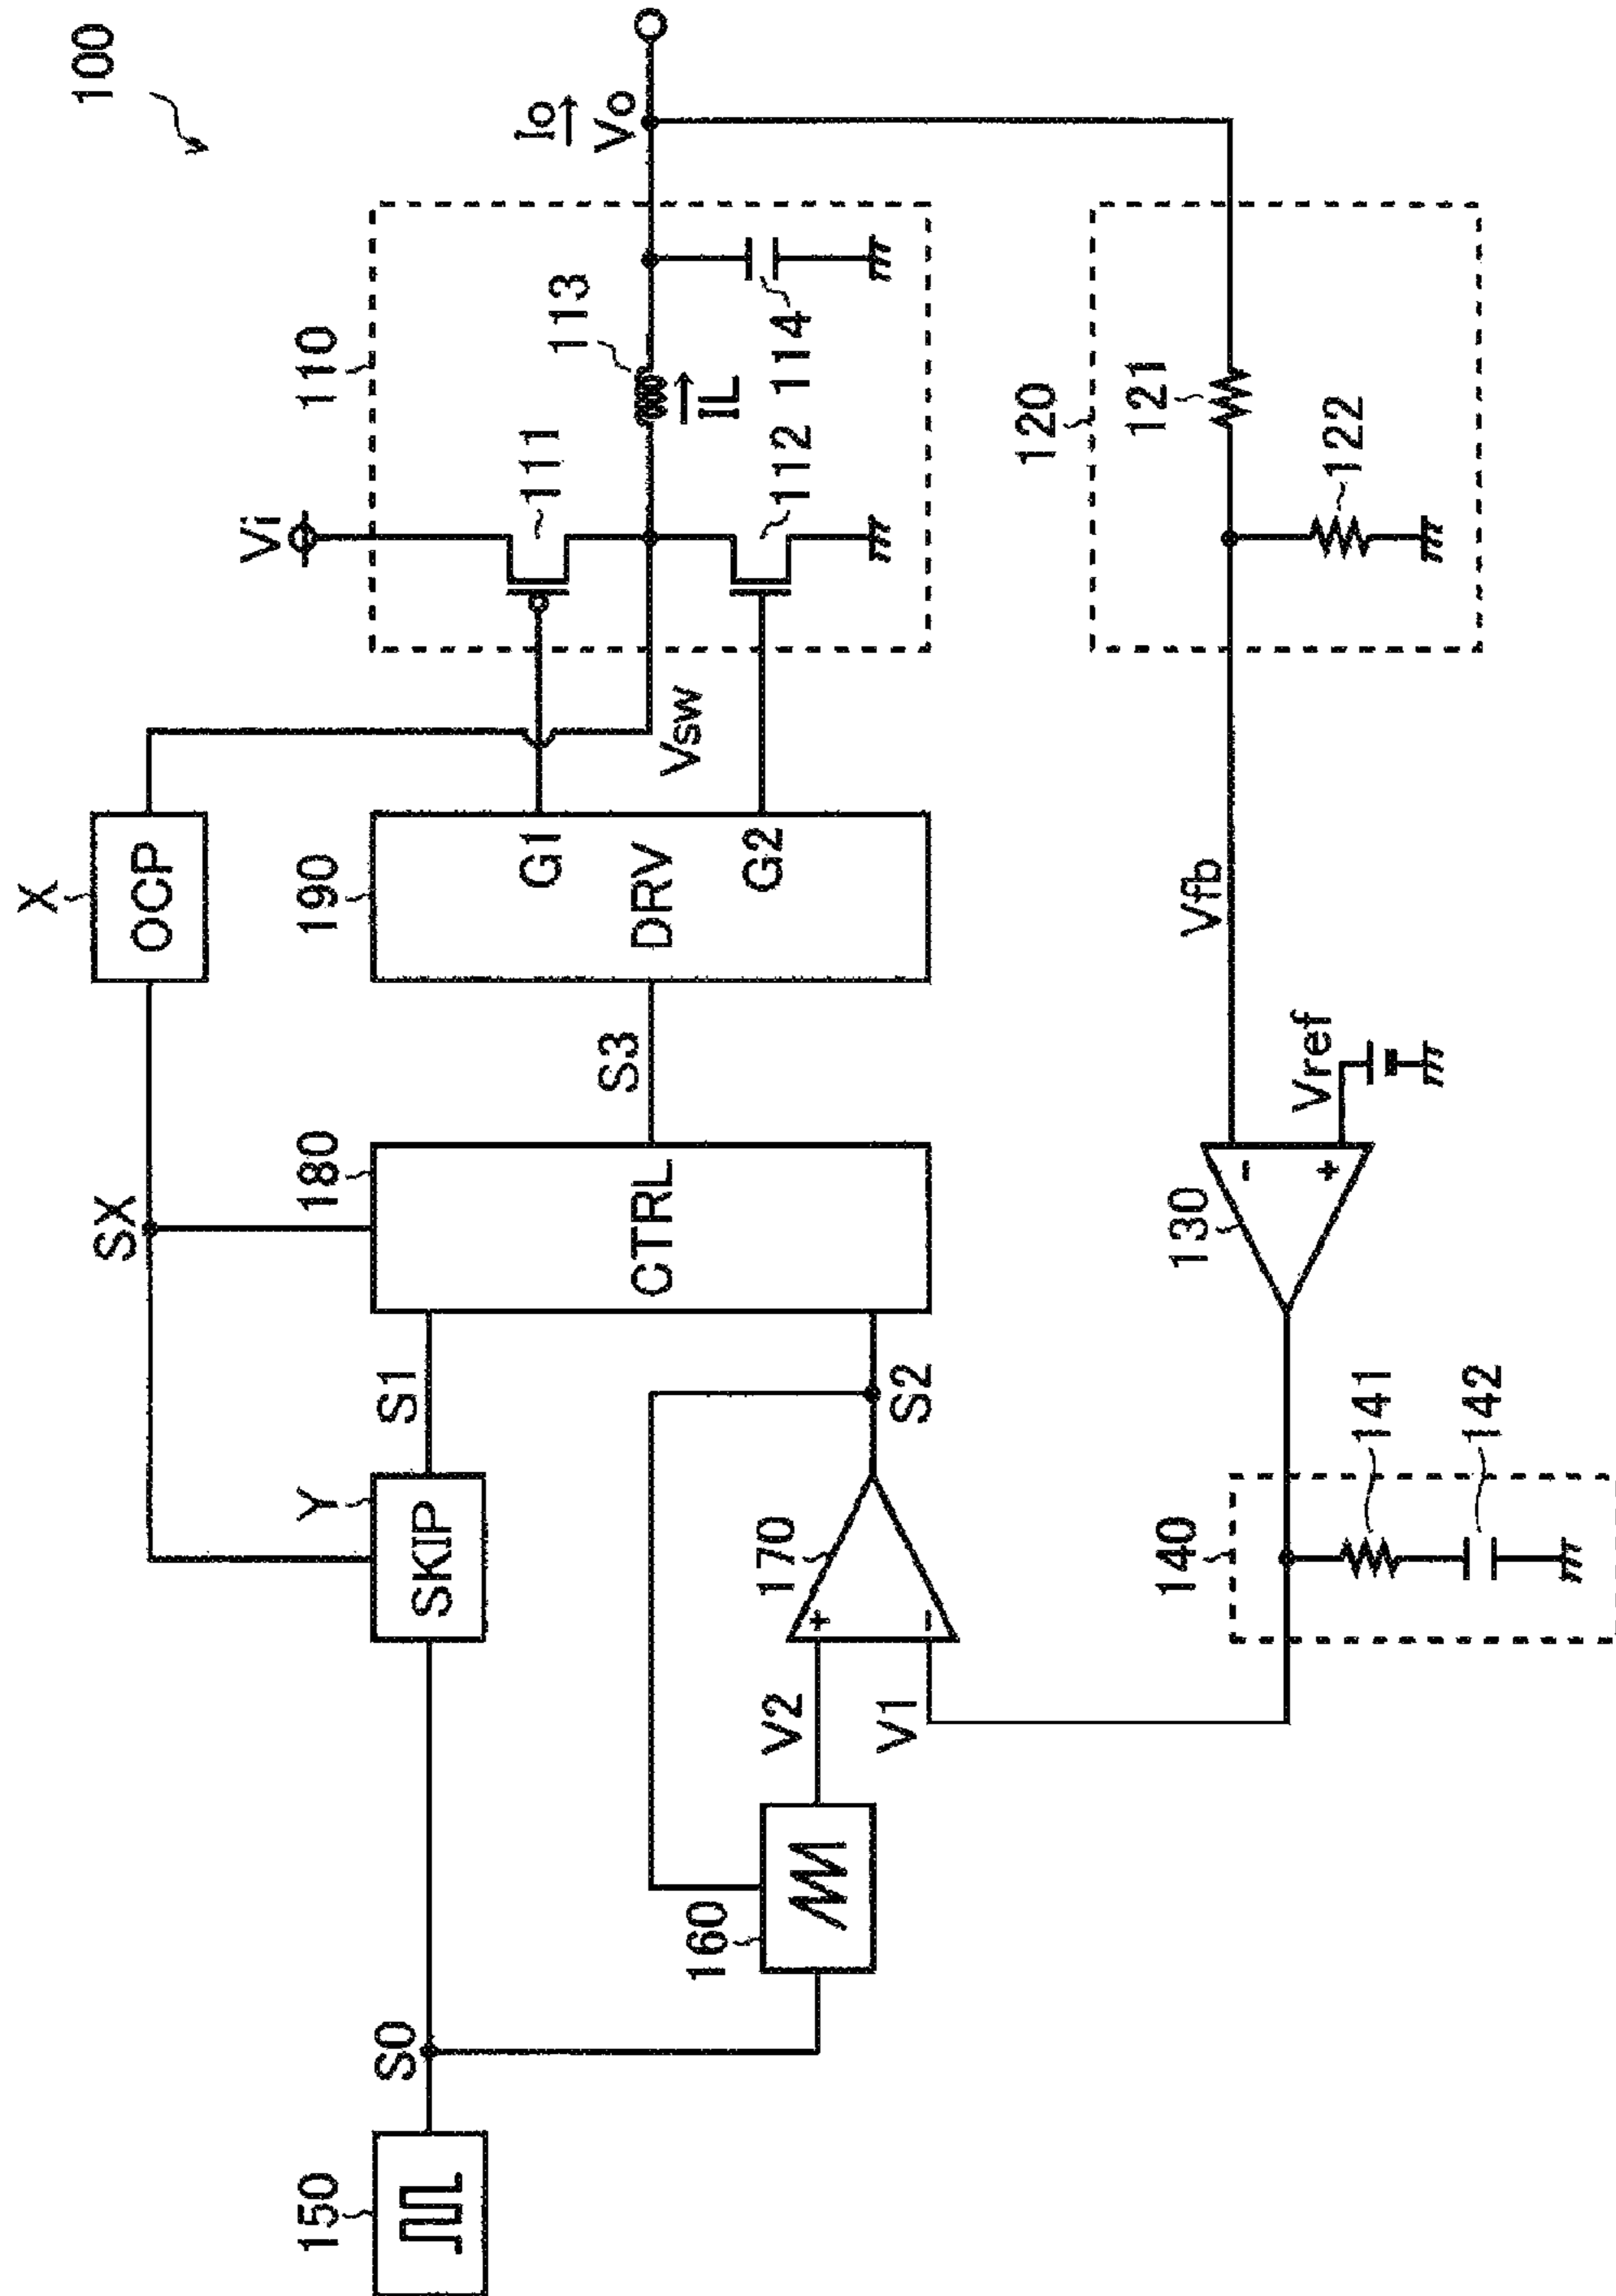 100
X
OCP
SX
110
Vi
111
113
IL
112
114
Io
Vo
190
G1
DRV
G2
Vsw
S3
180
CTRL
Y
SKIP
S1
S2
170
+
-
V2
V1
160
S0
150
120
121
122
Vfb
Vref
130
-
+
140
141
142